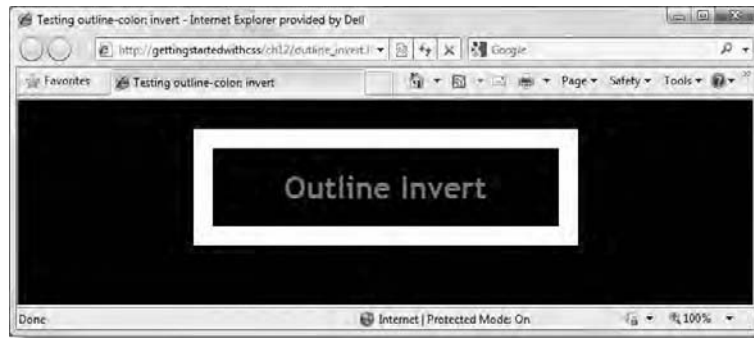 Testing outline-color: invert - Internet Explorer provided by Dell
http://gettingstartedwithcss/ch12/outline_invert.l Google
Favorites Testing outline-color: invert Page Safety Tools
Outline Invert
Done Internet | Protected Mode: On 100%